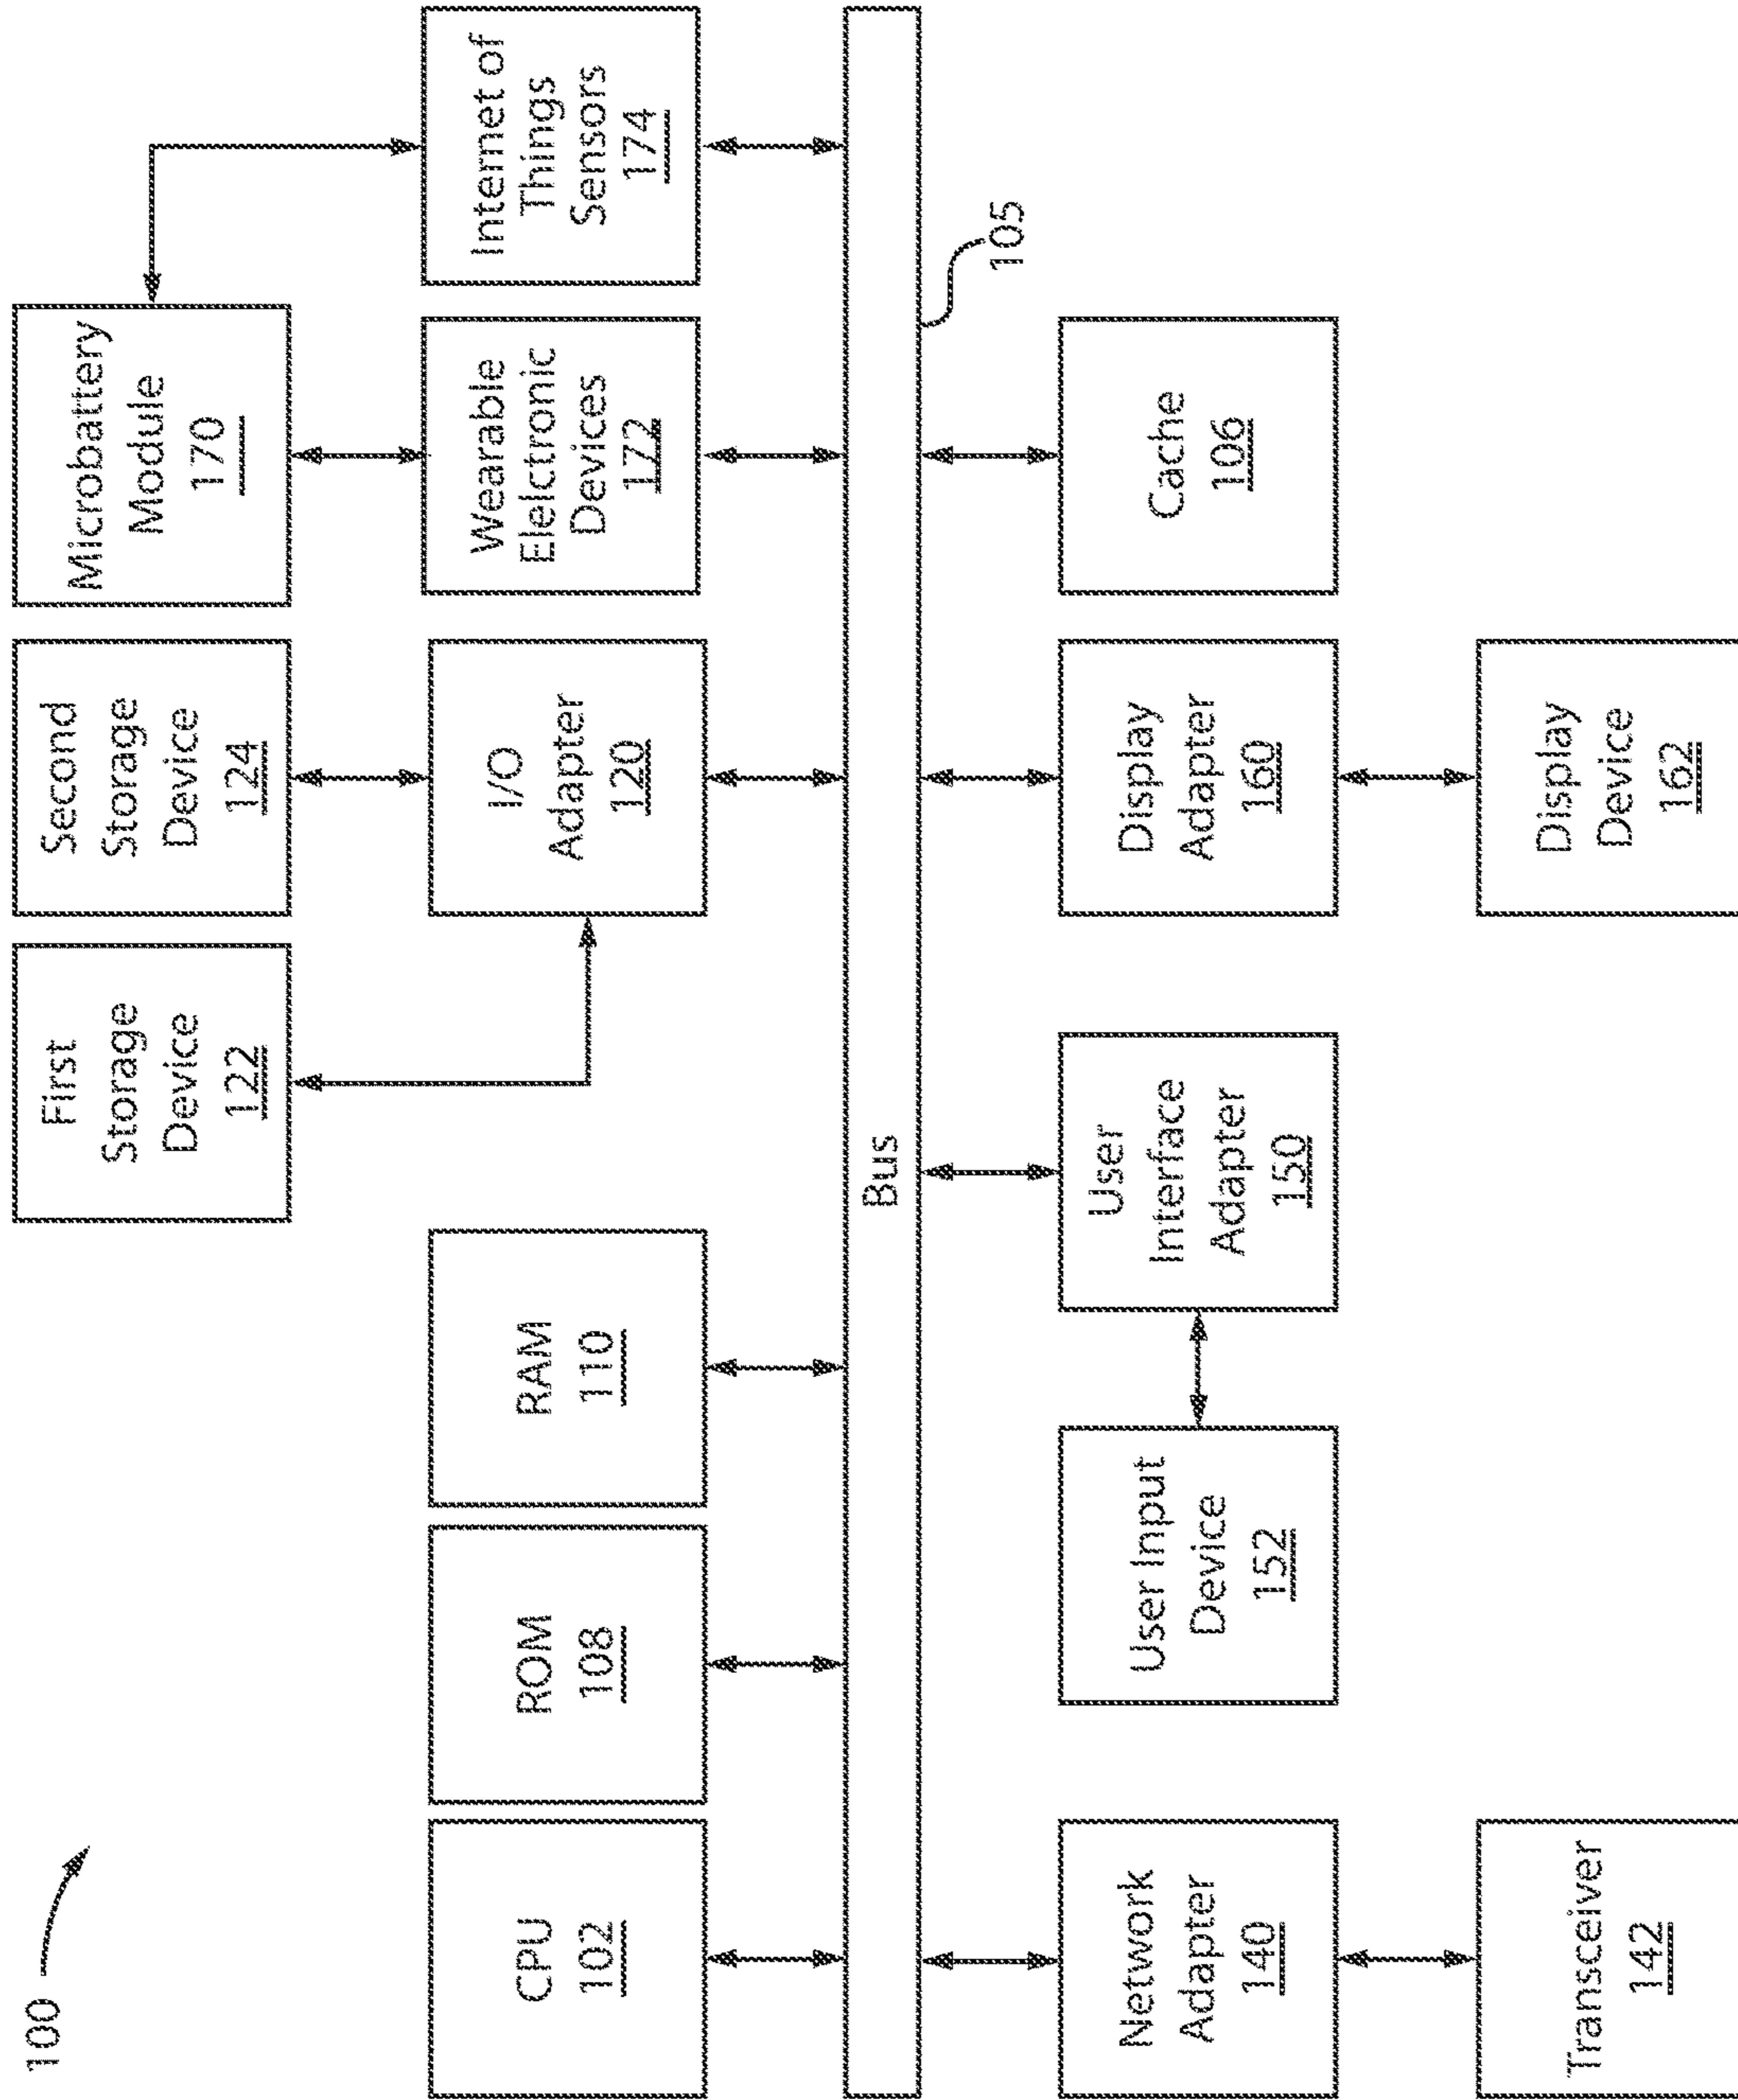 100
First
Storage
Device
122
Second
Storage
Device
124
Microbattery
Module
170
CPU
102
ROM
108
RAM
110
I/O
Adapter
120
Wearable
Elelctronic
Devices
172
Internet of
Things
Sensors
174
Bus
105
Network
Adapter
140
User Input
Device
152
User
Interface
Adapter
150
Display
Adapter
160
Cache
106
Transceiver
142
Display
Device
162